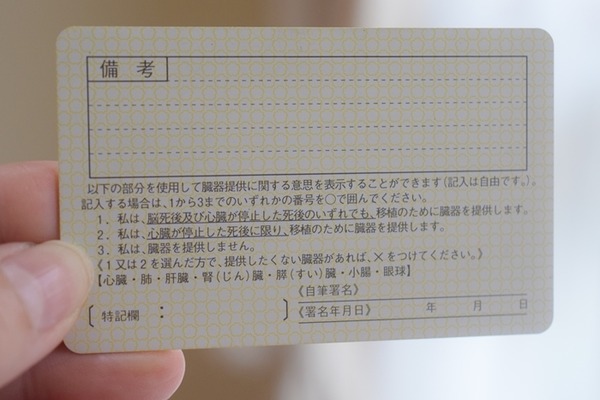 備考
以下の部分を使用して臓器提供に関する意思を表示することができます(記入は自由です。)。
記入する場合は、1から3までのいずれかの番号を〇で囲んでください。
1. 私は、脳死後及び心臓が停止した死後のいずれでも、移植のために臓器を提供します。
2. 私は、心臓が停止した死後に限り、移植のために臓器を提供します。
3. 私は、臓器を提供しません。
《1又は2を選んだ方で、提供したくない臓器があれば、×をつけてください。》
【心臓・肺・肝臓・腎(じん)臓・膵(すい)臓・小腸・眼球】
〔特記欄:　　　〕
《自筆署名》
《署名年月日》　　年　　月　　日